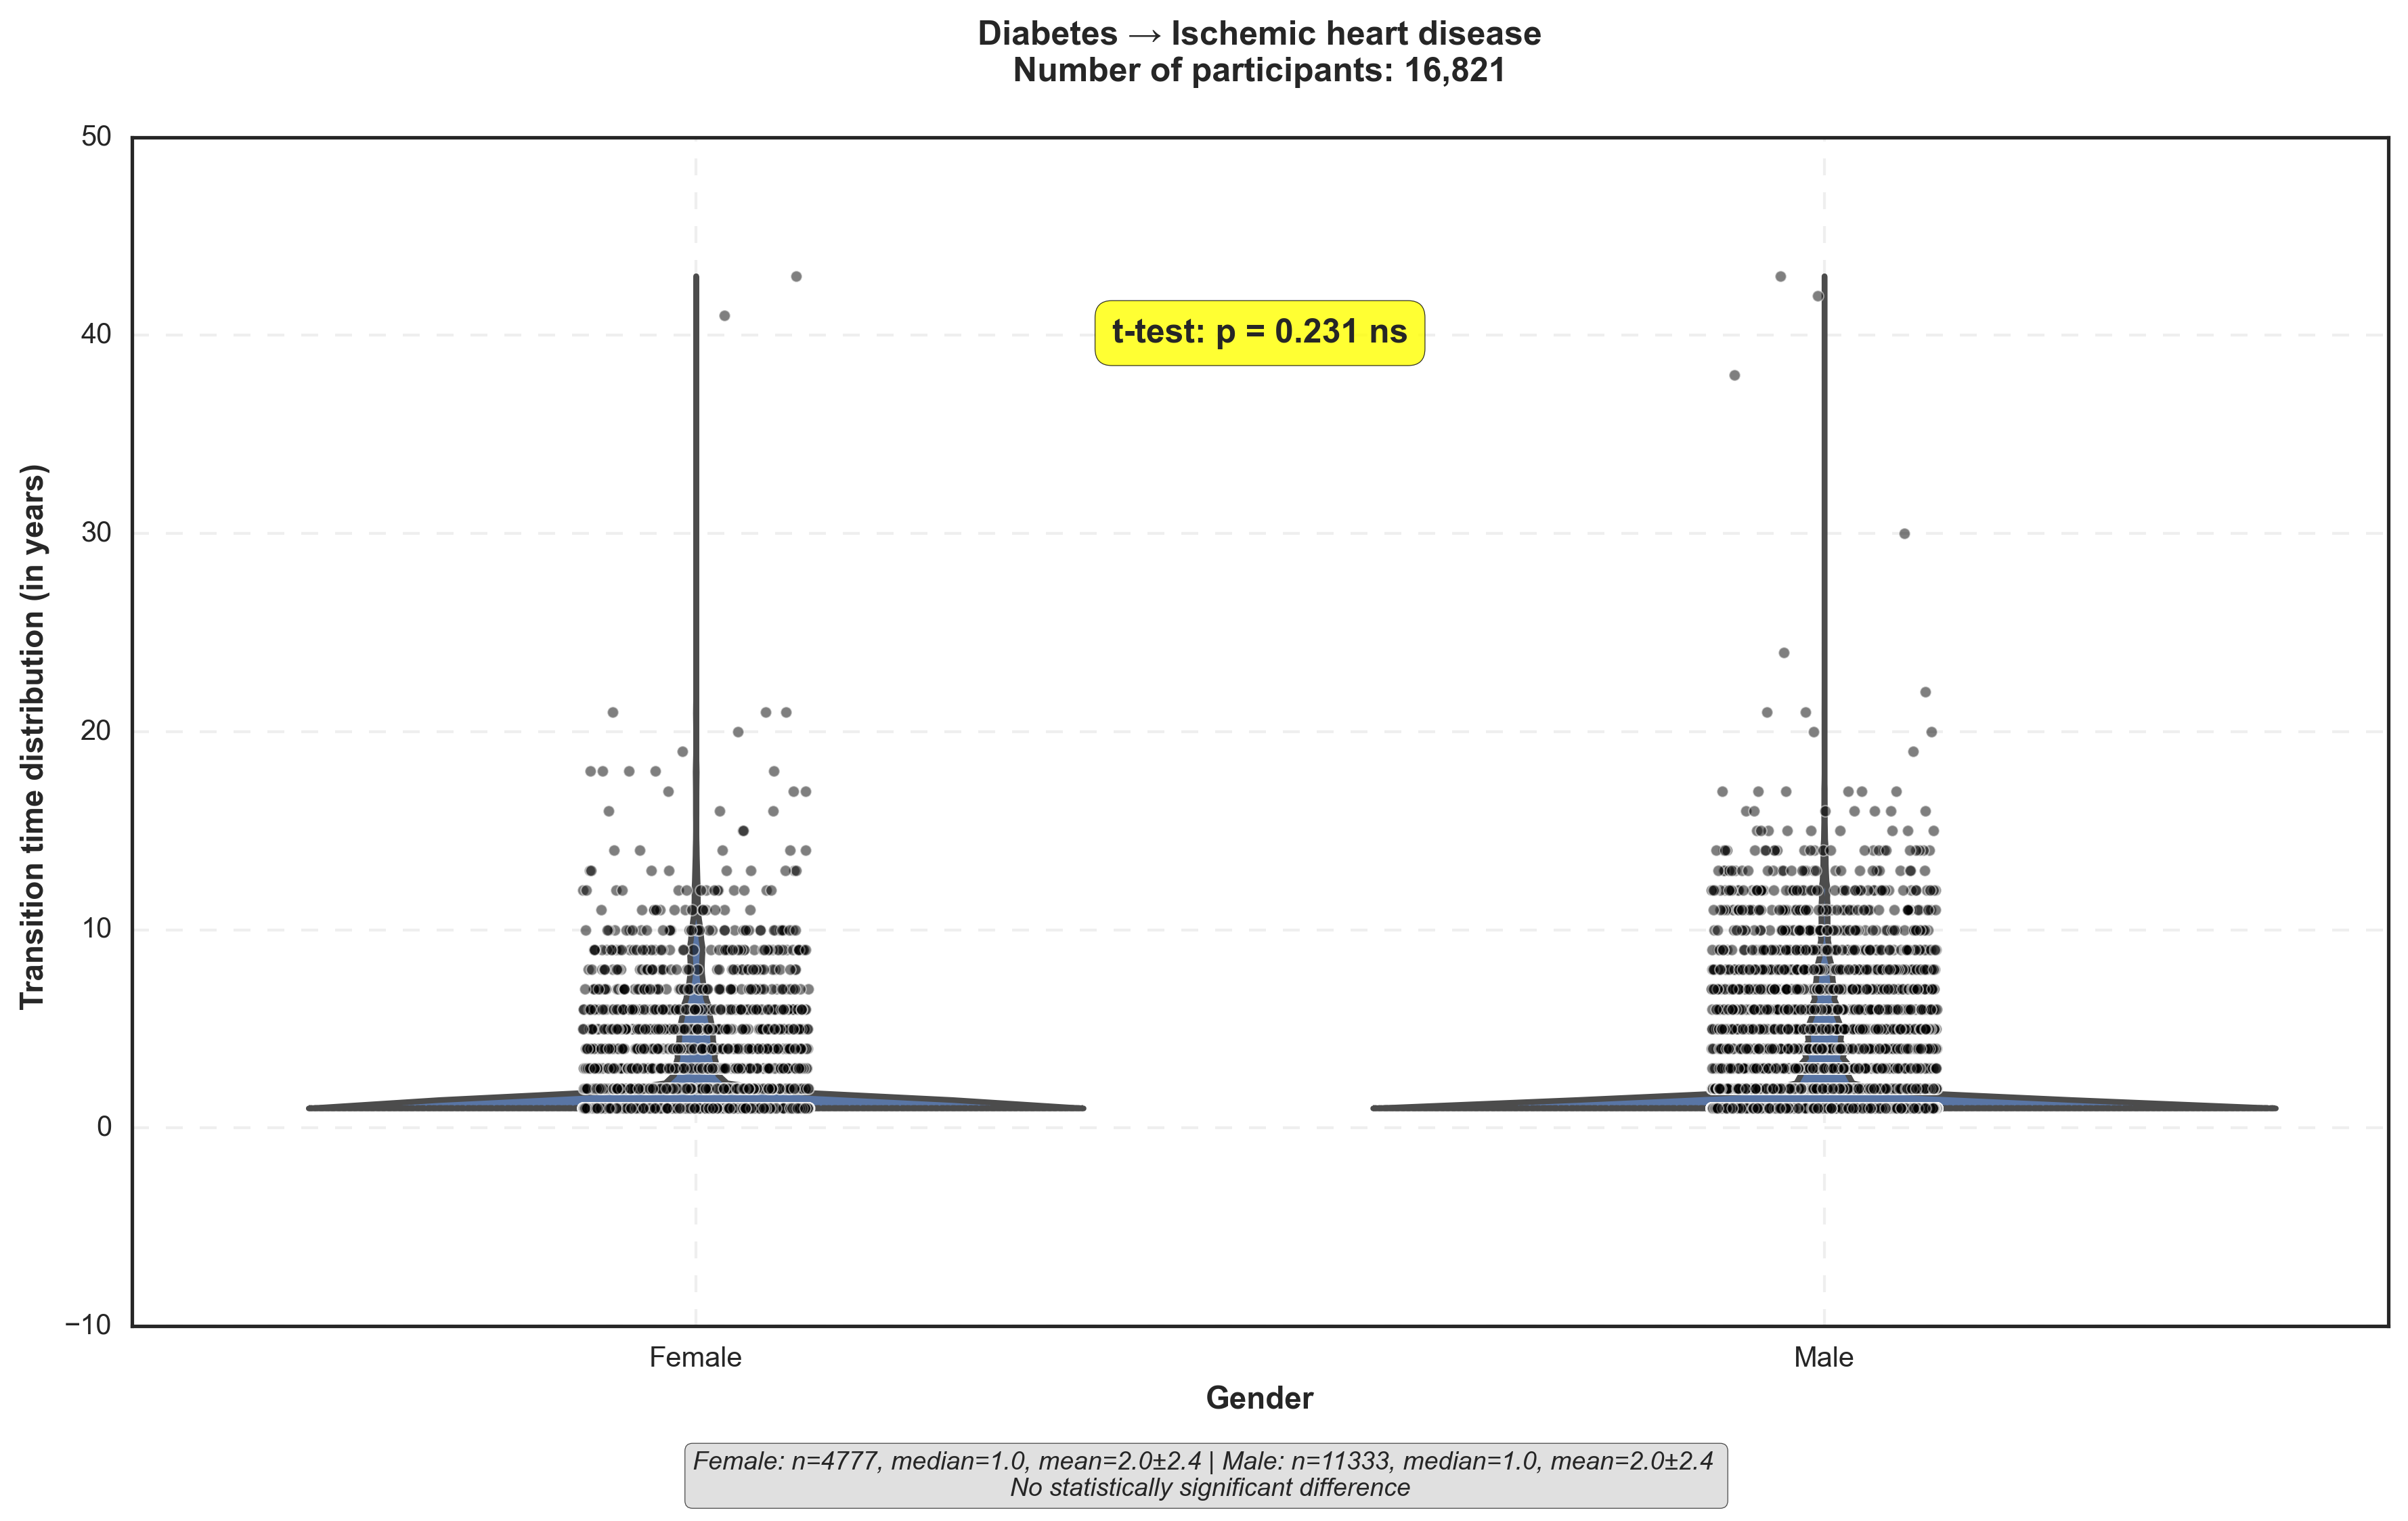 Diabetes → Ischemic heart disease
Number of participants: 16,821
50
40
30
20
10
0
−10
Transition time distribution (in years)
t-test: p = 0.231 ns
Female
Male
Gender
Female: n=4777, median=1.0, mean=2.0±2.4 | Male: n=11333, median=1.0, mean=2.0±2.4
No statistically significant difference